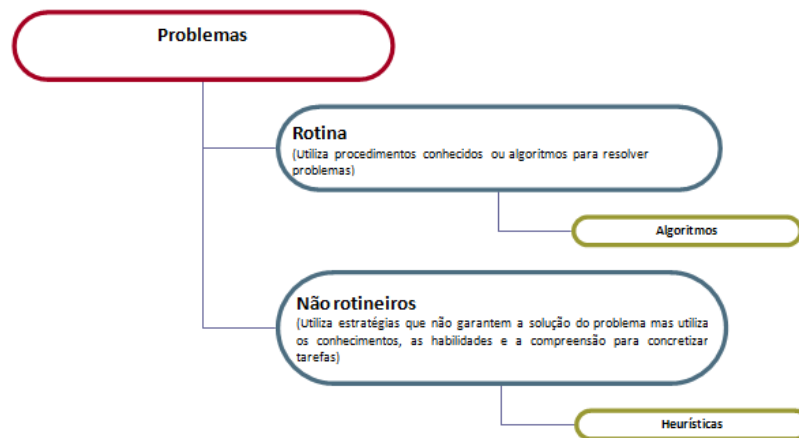 Problemas
Rotina
(Utiliza procedimentos conhecidos ou algoritmos para resolver
problemas)
Algoritmos
Não rotineiros
(Utiliza estratégias que não garantem a solução do problema mas utiliza
os conhecimentos, as habilidades e a compreensão para concretizar
tarefas)
Heurísticas